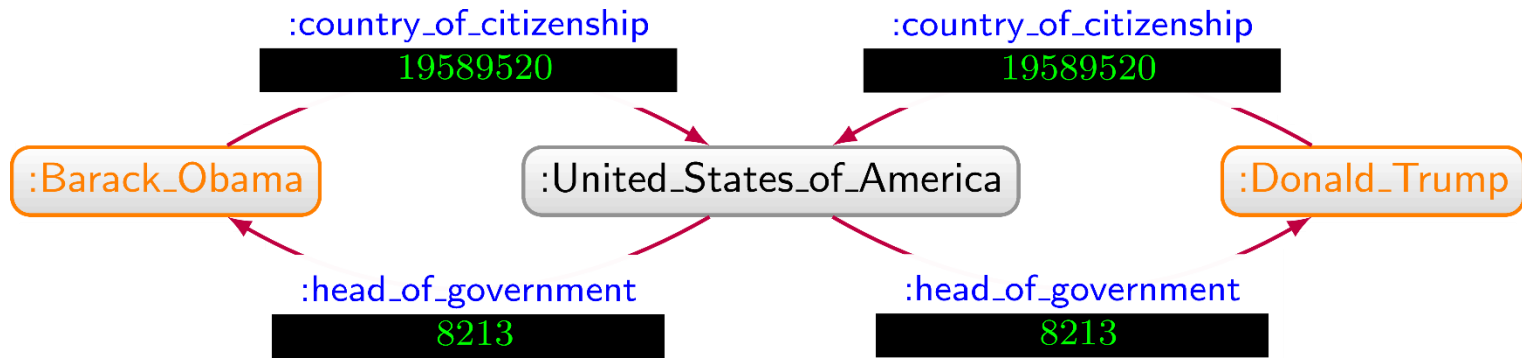 :country_of_citizenship :country_of_citizenship
19589520 19589520
:Barack_Obama :United_States_of_America :Donald_Trump
:head_of_government :head_of_government
8213 8213